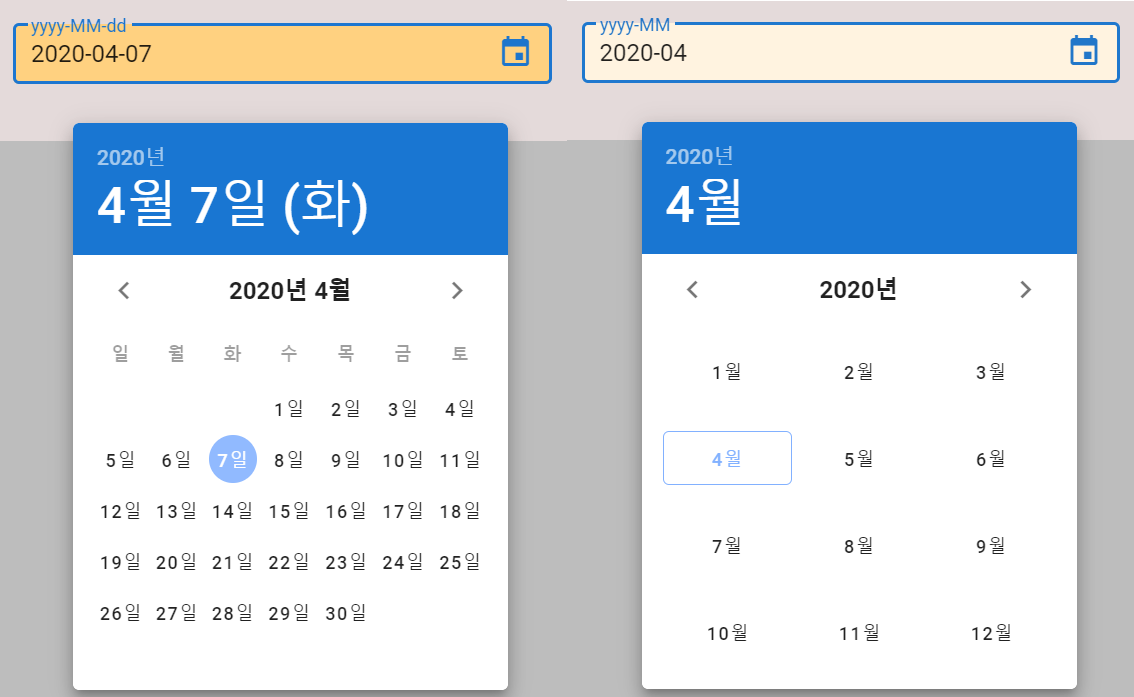 yyyy-MM-dd
2020-04-07
2020년
4월 7일 (화)
2020년 4월
일 월 화 수 목 금 토
1일 2일 3일 4일
5일 6일 7일 8일 9일 10일 11일
12일 13일 14일 15일 16일 17일 18일
19일 20일 21일 22일 23일 24일 25일
26일 27일 28일 29일 30일
yyyy-MM
2020-04
2020년
4월
2020년
1월 2월 3월
4월 5월 6월
7월 8월 9월
10월 11월 12월